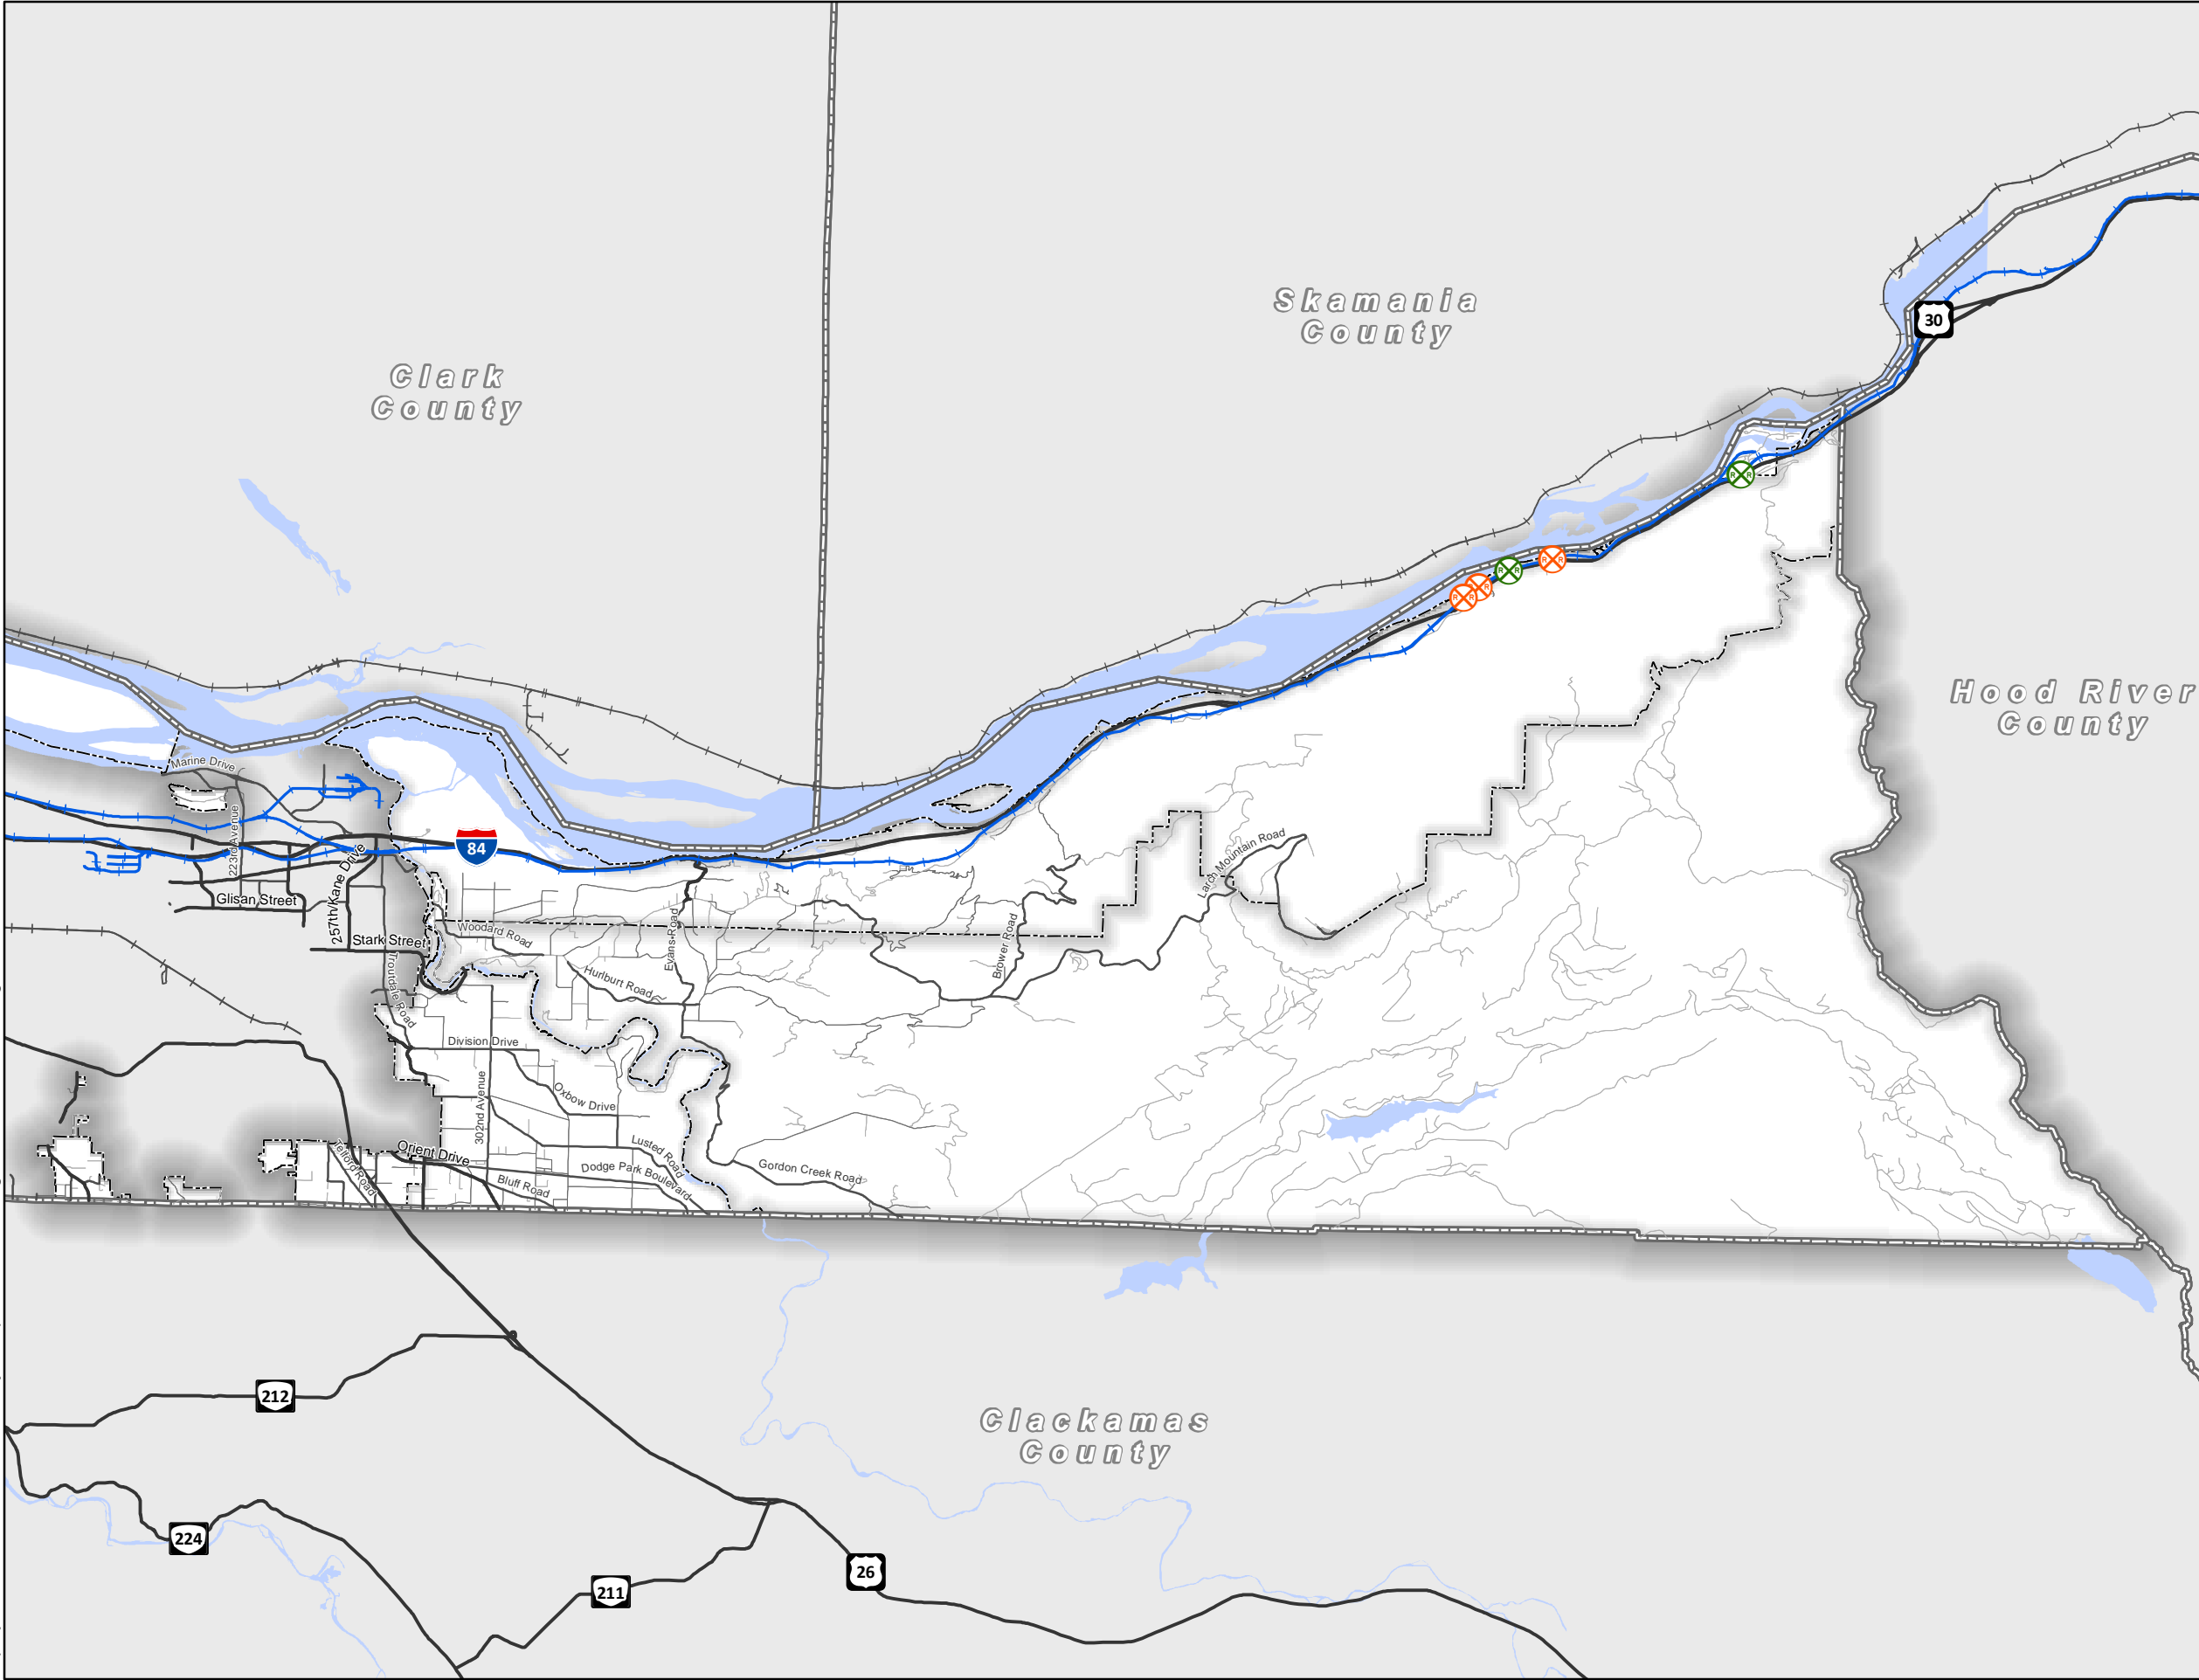 30
Skamania
County
Clark
County
R R
R R
R R
R R
R R
Hood River
County
Marine Drive
223rd Avenue
84
257th/Kane Drive
Larch Mountain Road
Glisan Street
Stark Street
Woodard Road
Evans Road
Brower Road
Troutdale Road
Hurlburt Road
Division Drive
Oxbow Drive
302nd Avenue
Orient Drive
Telford Road
Lusted Road
Dodge Park Boulevard
Gordon Creek Road
Bluff Road
212
Clackamas
County
224
26
211